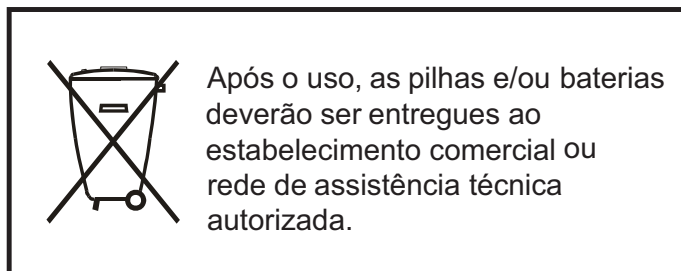 Após o uso, as pilhas e/ou baterias
deverão ser entregues ao
estabelecimento comercial ou
rede de assistência técnica
autorizada.